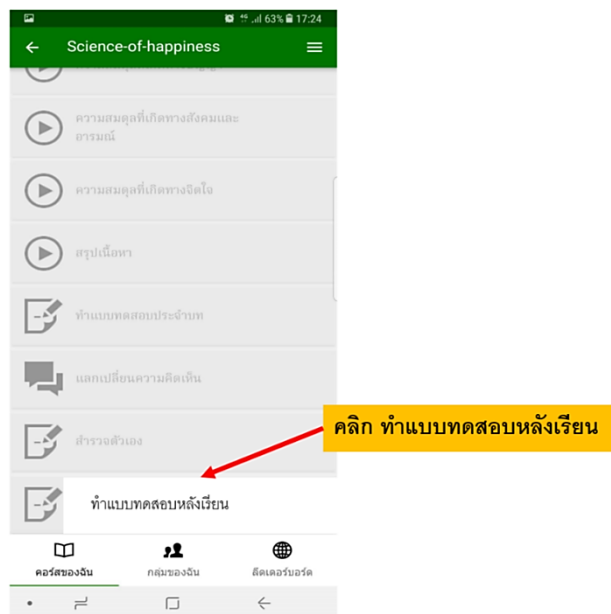 63% 17:24
Science-of-happiness
ความสมดุลที่เกิดทางสังคมและ
อารมณ์
ความสมดุลที่เกิดทางจิตใจ
สรุปเนื้อหา
ทำแบบทดสอบประจำบท
แลกเปลี่ยนความคิดเห็น
คลิก ทำแบบทดสอบหลังเรียน
สำรวจตัวเอง
ทำแบบทดสอบหลังเรียน
คอร์สของฉัน กลุ่มของฉัน ลีดเดอร์บอร์ด